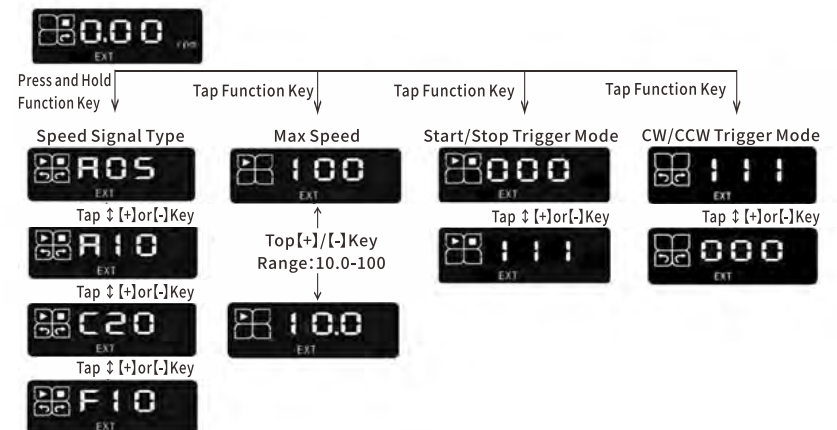 0.00 rpm
EXT
Press and Hold
Function Key
Tap Function Key
Tap Function Key
Tap Function Key
Speed Signal Type
Max Speed
Start/Stop Trigger Mode
CW/CCW Trigger Mode
A05
EXT
100
EXT
000
EXT
111
EXT
Tap ↕【+】or【-】Key
Tap ↕【+】or【-】Key
Tap ↕【+】or【-】Key
A10
EXT
Top【+】/【-】Key
Range:10.0-100
111
EXT
000
EXT
Tap ↕【+】or【-】Key
C20
EXT
10.0
EXT
Tap ↕【+】or【-】Key
F10
EXT